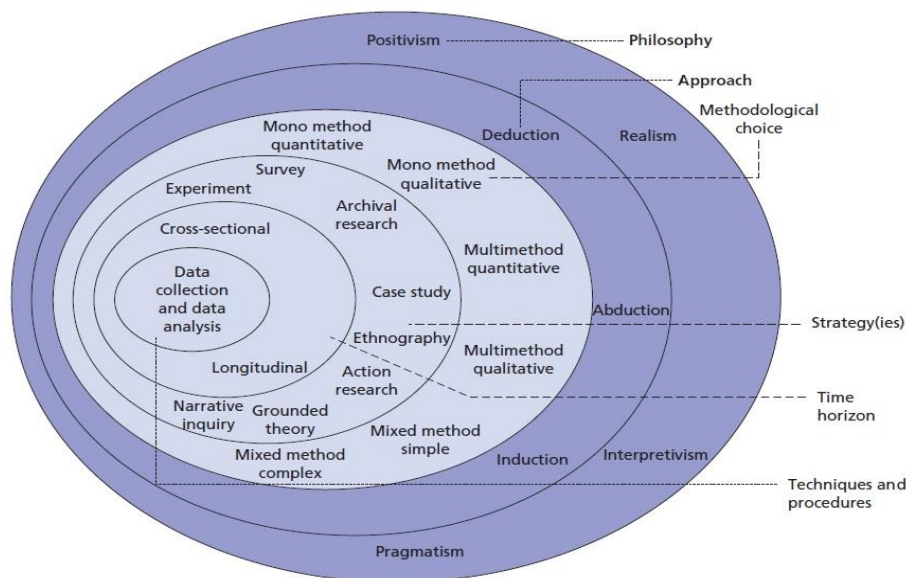 Positivism
Philosophy
Approach
Methodological
choice
Mono method
quantitative
Deduction
Realism
Mono method
qualitative
Survey
Experiment
Archival
research
Cross-sectional
Multimethod
quantitative
Data
collection
and data
analysis
Case study
Abduction
Strategy(ies)
Ethnography
Multimethod
qualitative
Longitudinal
Action
research
Time
horizon
Narrative
inquiry
Grounded
theory
Mixed method
simple
Mixed method
complex
Induction
Interpretivism
Techniques and
procedures
Pragmatism